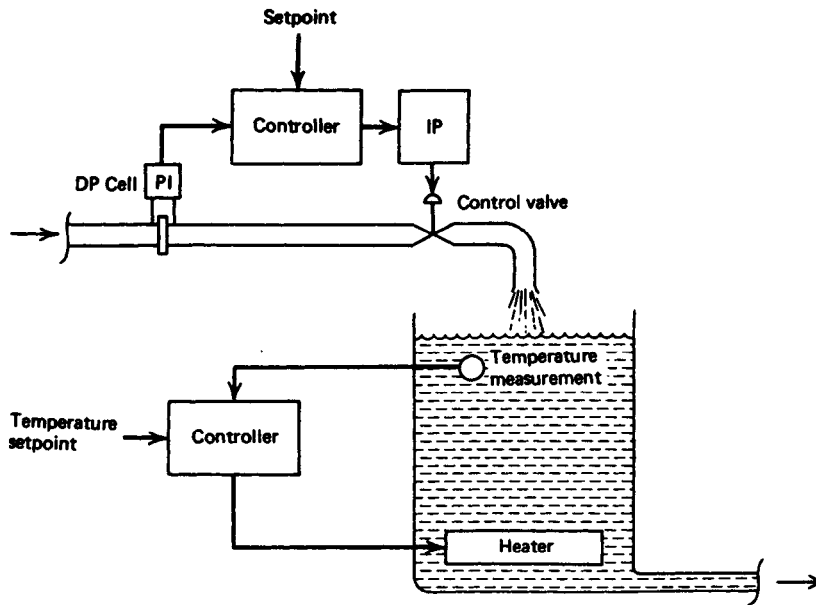 Setpoint
Controller
IP
DP Cell
PI
Control valve
Temperature
measurement
Temperature
setpoint
Controller
Heater